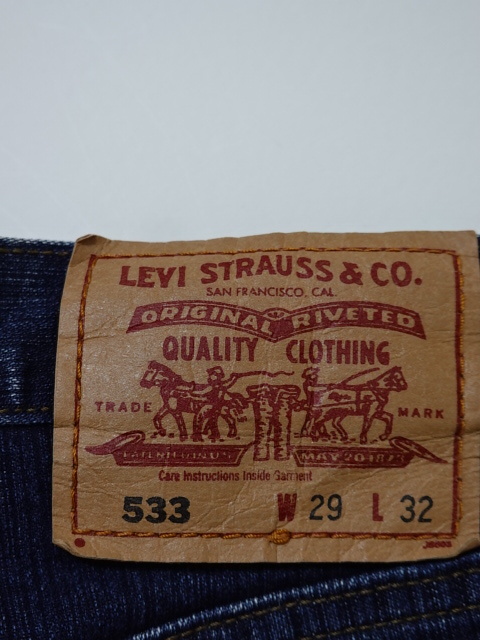 LEVI STRAUSS & CO.
SAN FRANCISCO, CAL.
ORIGINAL RIVETED
QUALITY CLOTHING
TRADE MARK
MAY 20 1873
Care Instructions Inside Garment
533 W 29 L 32